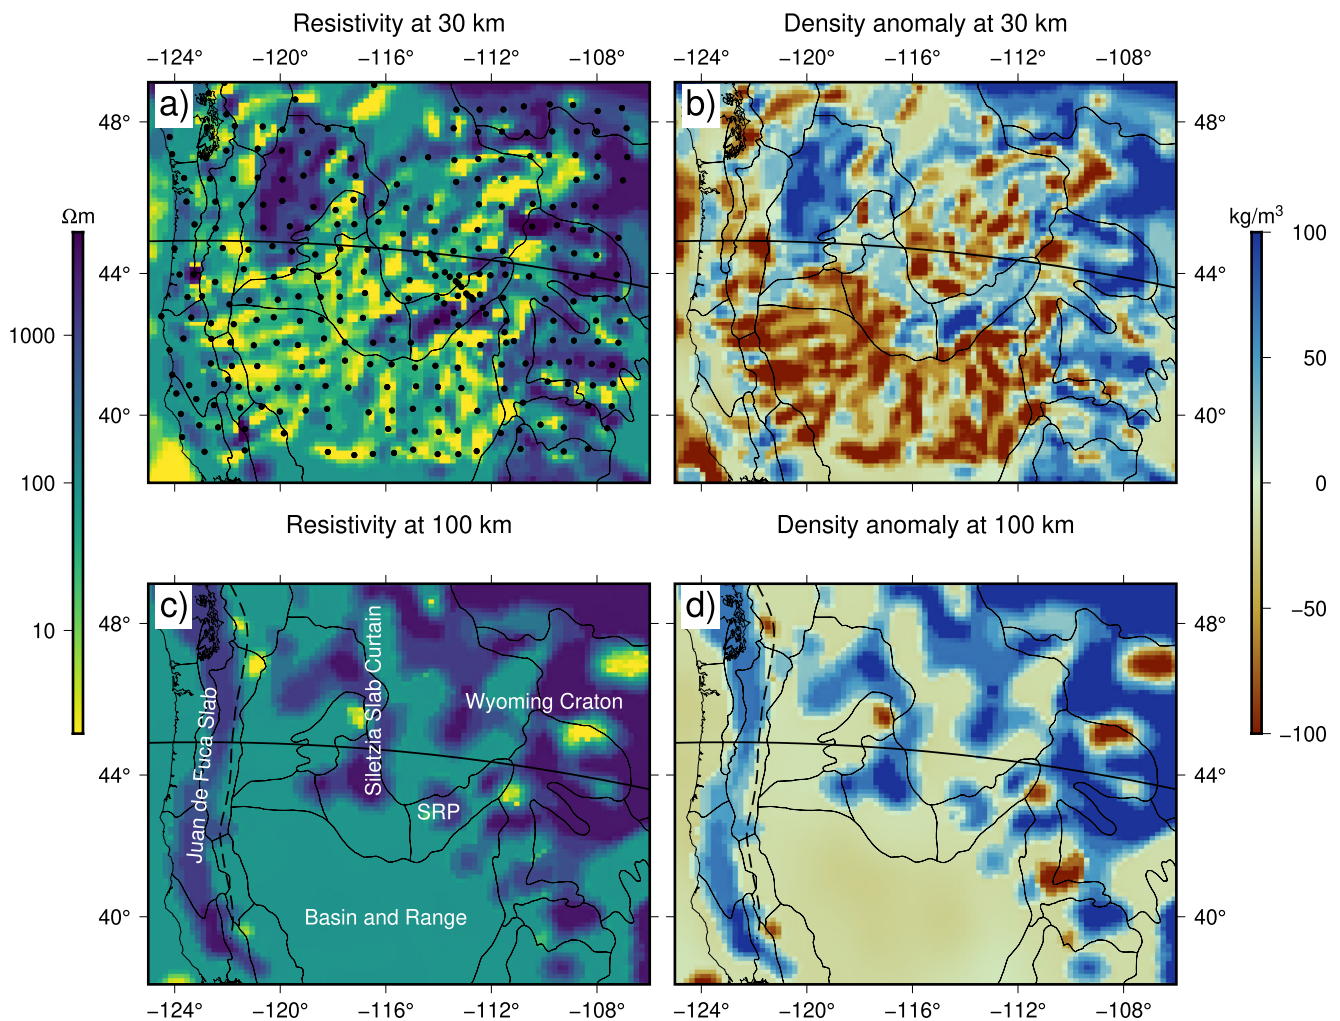 Resistivity at 30 km
Density anomaly at 30 km
−124° −120° −116° −112° −108°
−124° −120° −116° −112° −108°
a)
b)
48°
44°
40°
48°
44°
40°
Ωm
1000
100
10
kg/m³
100
50
0
−50
−100
Resistivity at 100 km
Density anomaly at 100 km
c)
d)
48°
44°
40°
48°
44°
40°
Juan de Fuca Slab
Siletzia Slab Curtain
Wyoming Craton
SRP
Basin and Range
−124° −120° −116° −112° −108°
−124° −120° −116° −112° −108°